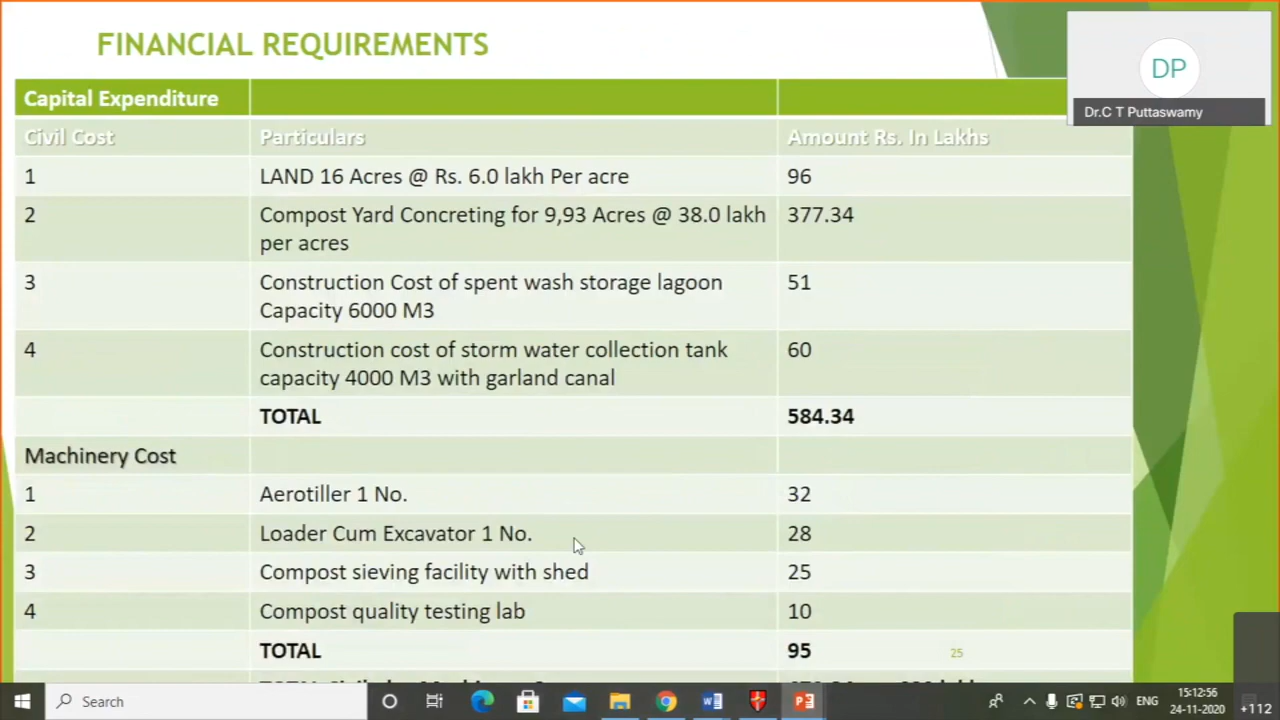 FINANCIAL REQUIREMENTS
DP
Dr.C T Puttaswamy
Capital Expenditure
Civil Cost Particulars Amount Rs. In Lakhs
1 LAND 16 Acres @ Rs. 6.0 lakh Per acre 96
2 Compost Yard Concreting for 9,93 Acres @ 38.0 lakh 377.34
per acres
3 Construction Cost of spent wash storage lagoon 51
Capacity 6000 M3
4 Construction cost of storm water collection tank 60
capacity 4000 M3 with garland canal
TOTAL 584.34
Machinery Cost
1 Aerotiller 1 No. 32
2 Loader Cum Excavator 1 No. 28
3 Compost sieving facility with shed 25
4 Compost quality testing lab 10
TOTAL 95
25
Search
ENG
15:12:56
24-11-2020
+112